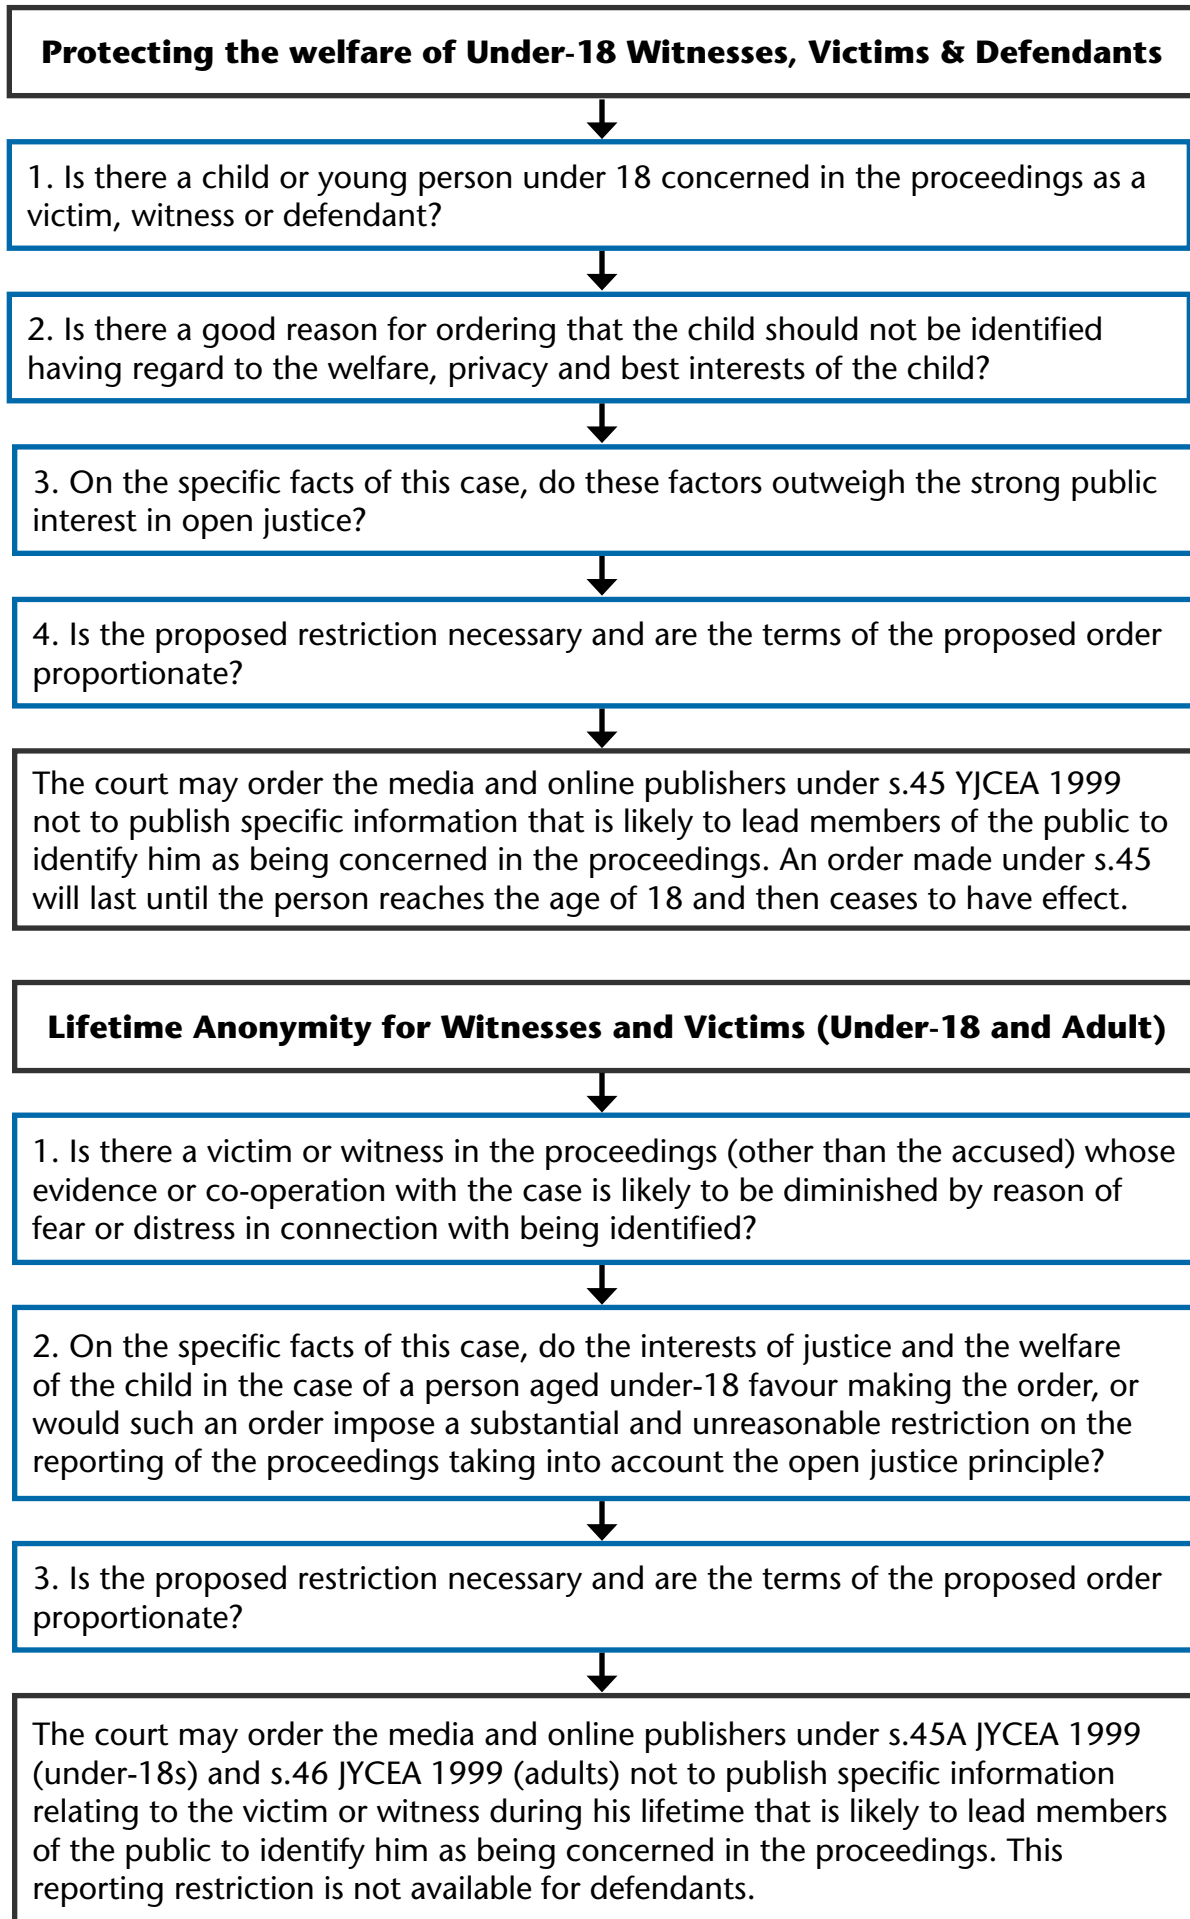 Protecting the welfare of Under-18 Witnesses, Victims & Defendants
1. Is there a child or young person under 18 concerned in the proceedings as a
victim, witness or defendant?
2. Is there a good reason for ordering that the child should not be identified
having regard to the welfare, privacy and best interests of the child?
3. On the specific facts of this case, do these factors outweigh the strong public
interest in open justice?
4. Is the proposed restriction necessary and are the terms of the proposed order
proportionate?
The court may order the media and online publishers under s.45 YJCEA 1999
not to publish specific information that is likely to lead members of the public to
identify him as being concerned in the proceedings. An order made under s.45
will last until the person reaches the age of 18 and then ceases to have effect.
Lifetime Anonymity for Witnesses and Victims (Under-18 and Adult)
1. Is there a victim or witness in the proceedings (other than the accused) whose
evidence or co-operation with the case is likely to be diminished by reason of
fear or distress in connection with being identified?
2. On the specific facts of this case, do the interests of justice and the welfare
of the child in the case of a person aged under-18 favour making the order, or
would such an order impose a substantial and unreasonable restriction on the
reporting of the proceedings taking into account the open justice principle?
3. Is the proposed restriction necessary and are the terms of the proposed order
proportionate?
The court may order the media and online publishers under s.45A JYCEA 1999
(under-18s) and s.46 JYCEA 1999 (adults) not to publish specific information
relating to the victim or witness during his lifetime that is likely to lead members
of the public to identify him as being concerned in the proceedings. This
reporting restriction is not available for defendants.